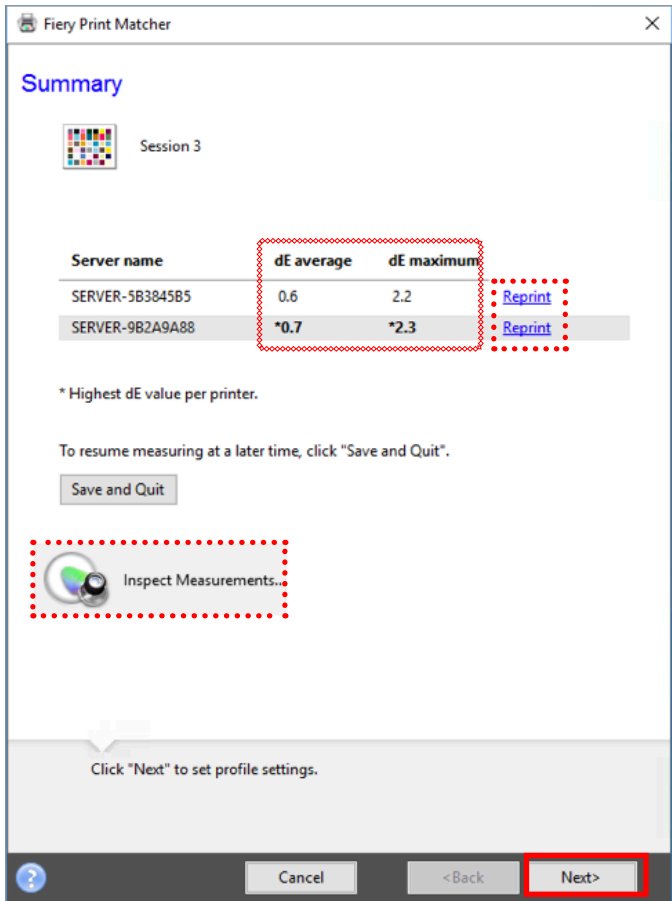 Fiery Print Matcher
Summary
Session 3
Server name dE average dE maximum
SERVER-5B3845B5 0.6 2.2 Reprint
SERVER-9B2A9A88 *0.7 *2.3 Reprint
* Highest dE value per printer.
To resume measuring at a later time, click "Save and Quit".
Save and Quit
Inspect Measurements...
Click "Next" to set profile settings.
? Cancel <Back Next>